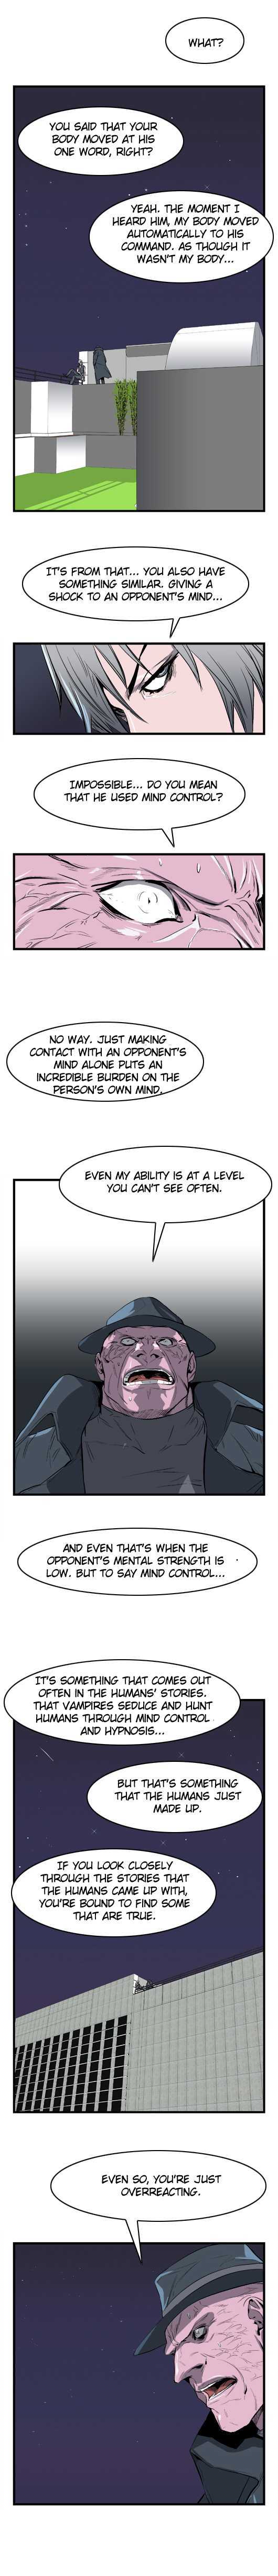 WHAT?
YOU SAID THAT YOUR
BODY MOVED AT HIS
ONE WORD, RIGHT?
YEAH. THE MOMENT I
HEARD HIM, MY BODY MOVED
AUTOMATICALLY TO HIS
COMMAND. AS THOUGH IT
WASN'T MY BODY...
IT'S FROM THAT... YOU ALSO HAVE
SOMETHING SIMILAR. GIVING A
SHOCK TO AN OPPONENT'S MIND...
IMPOSSIBLE... DO YOU MEAN
THAT HE USED MIND CONTROL?
NO WAY. JUST MAKING
CONTACT WITH AN OPPONENT'S
MIND ALONE PUTS AN
INCREDIBLE BURDEN ON THE
PERSON'S OWN MIND.
EVEN MY ABILITY IS AT A LEVEL
YOU CAN'T SEE OFTEN.
AND EVEN THAT'S WHEN THE
OPPONENT'S MENTAL STRENGTH IS
LOW. BUT TO SAY MIND CONTROL...
IT'S SOMETHING THAT COMES OUT
OFTEN IN THE HUMANS' STORIES.
THAT VAMPIRES SEDUCE AND HUNT
HUMANS THROUGH MIND CONTROL
AND HYPNOSIS...
BUT THAT'S SOMETHING
THAT THE HUMANS JUST
MADE UP.
IF YOU LOOK CLOSELY
THROUGH THE STORIES THAT
THE HUMANS CAME UP WITH,
YOU'RE BOUND TO FIND SOME
THAT ARE TRUE.
EVEN SO, YOU'RE JUST
OVERREACTING.